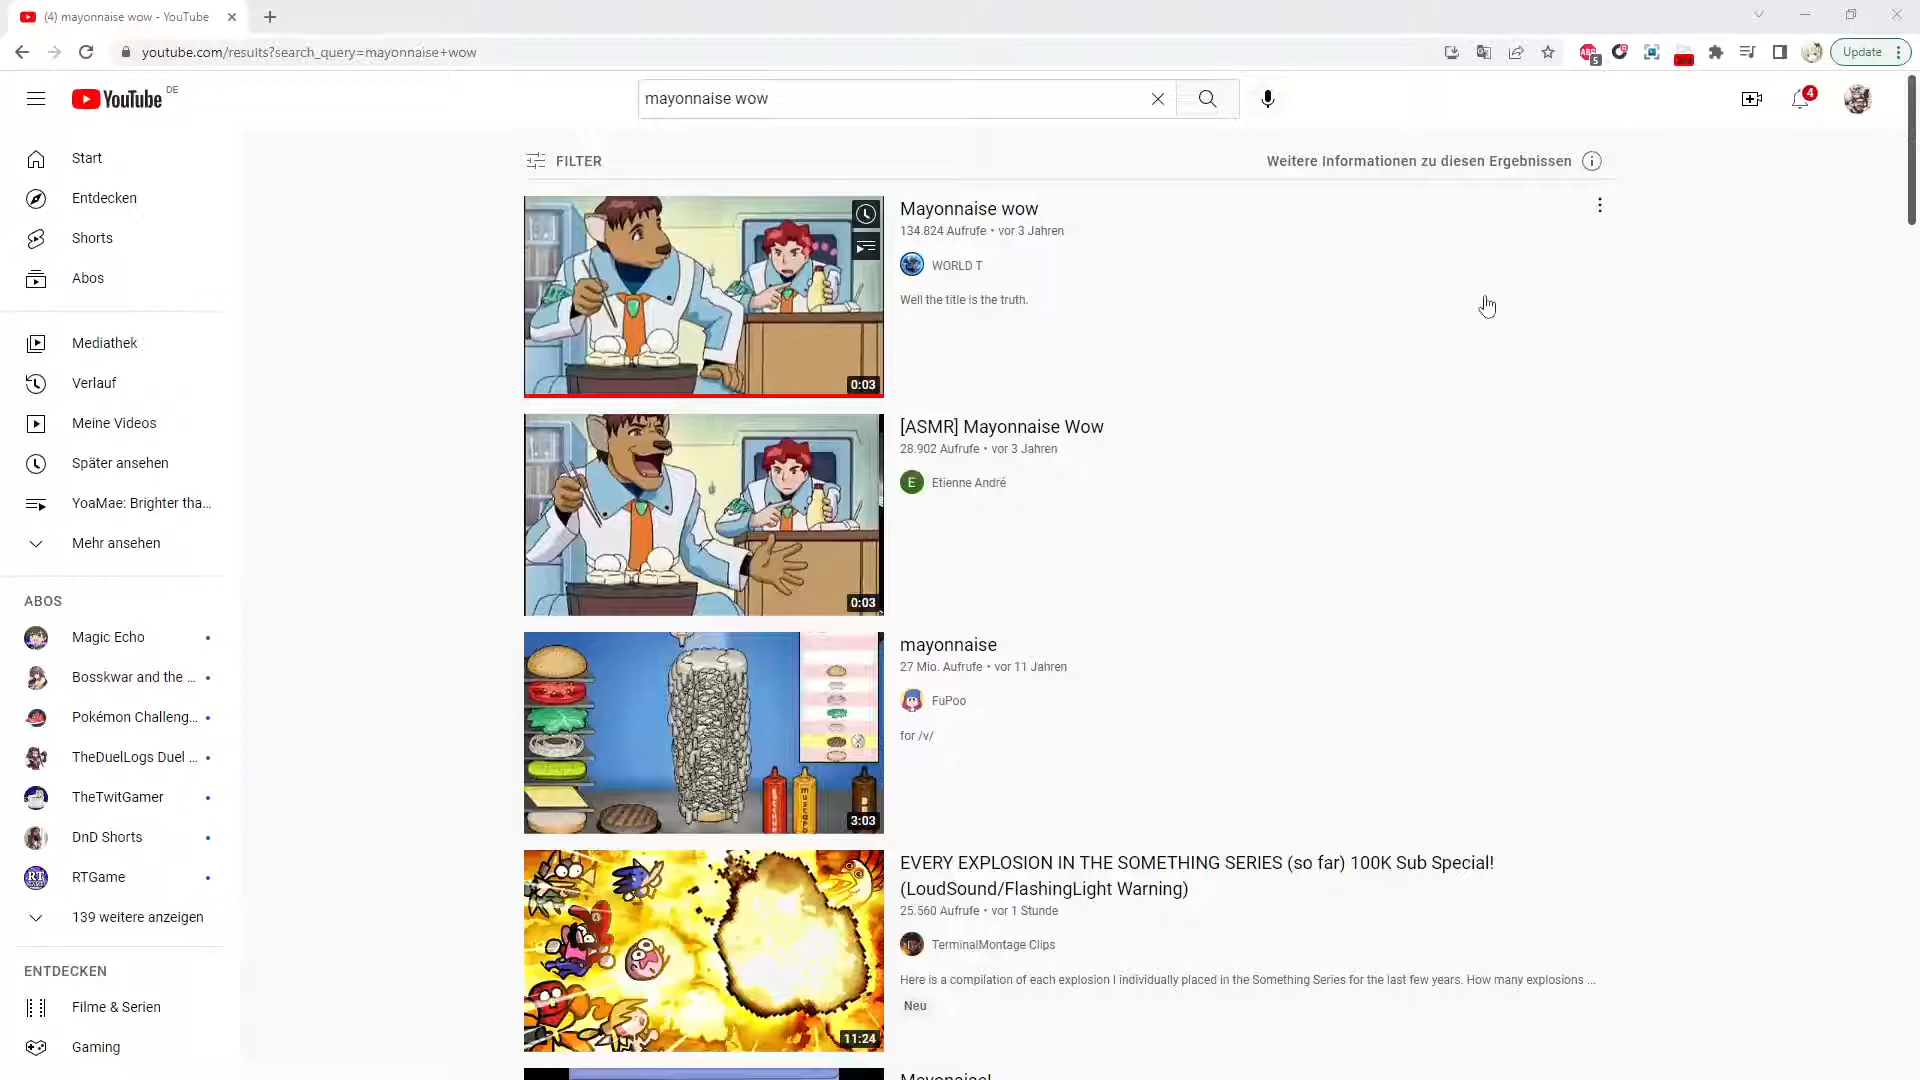 (4) mayonnaise wow - YouTube
youtube.com/results?search_query=mayonnaise+wow
ABP
5
Update
YouTube DE
mayonnaise wow
4
Start
Entdecken
Shorts
Abos
Mediathek
Verlauf
Meine Videos
Später ansehen
YoaMae: Brighter tha...
Mehr ansehen
ABOS
Magic Echo
Bosskwar and the ...
Pokémon Challeng...
TheDuelLogs Duel ...
TheTwitGamer
DnD Shorts
RT
RTGame
139 weitere anzeigen
ENTDECKEN
Filme & Serien
Gaming
FILTER
Weitere Informationen zu diesen Ergebnissen
0:03
Mayonnaise wow
134.824 Aufrufe • vor 3 Jahren
WORLD T
Well the title is the truth.
0:03
[ASMR] Mayonnaise Wow
28.902 Aufrufe • vor 3 Jahren
E
Etienne André
3:03
mayonnaise
27 Mio. Aufrufe • vor 11 Jahren
FuPoo
for /v/
11:24
EVERY EXPLOSION IN THE SOMETHING SERIES (so far) 100K Sub Special!
(LoudSound/FlashingLight Warning)
25.560 Aufrufe • vor 1 Stunde
TerminalMontage Clips
Here is a compilation of each explosion I individually placed in the Something Series for the last few years. How many explosions ...
Neu
Mayonaise!